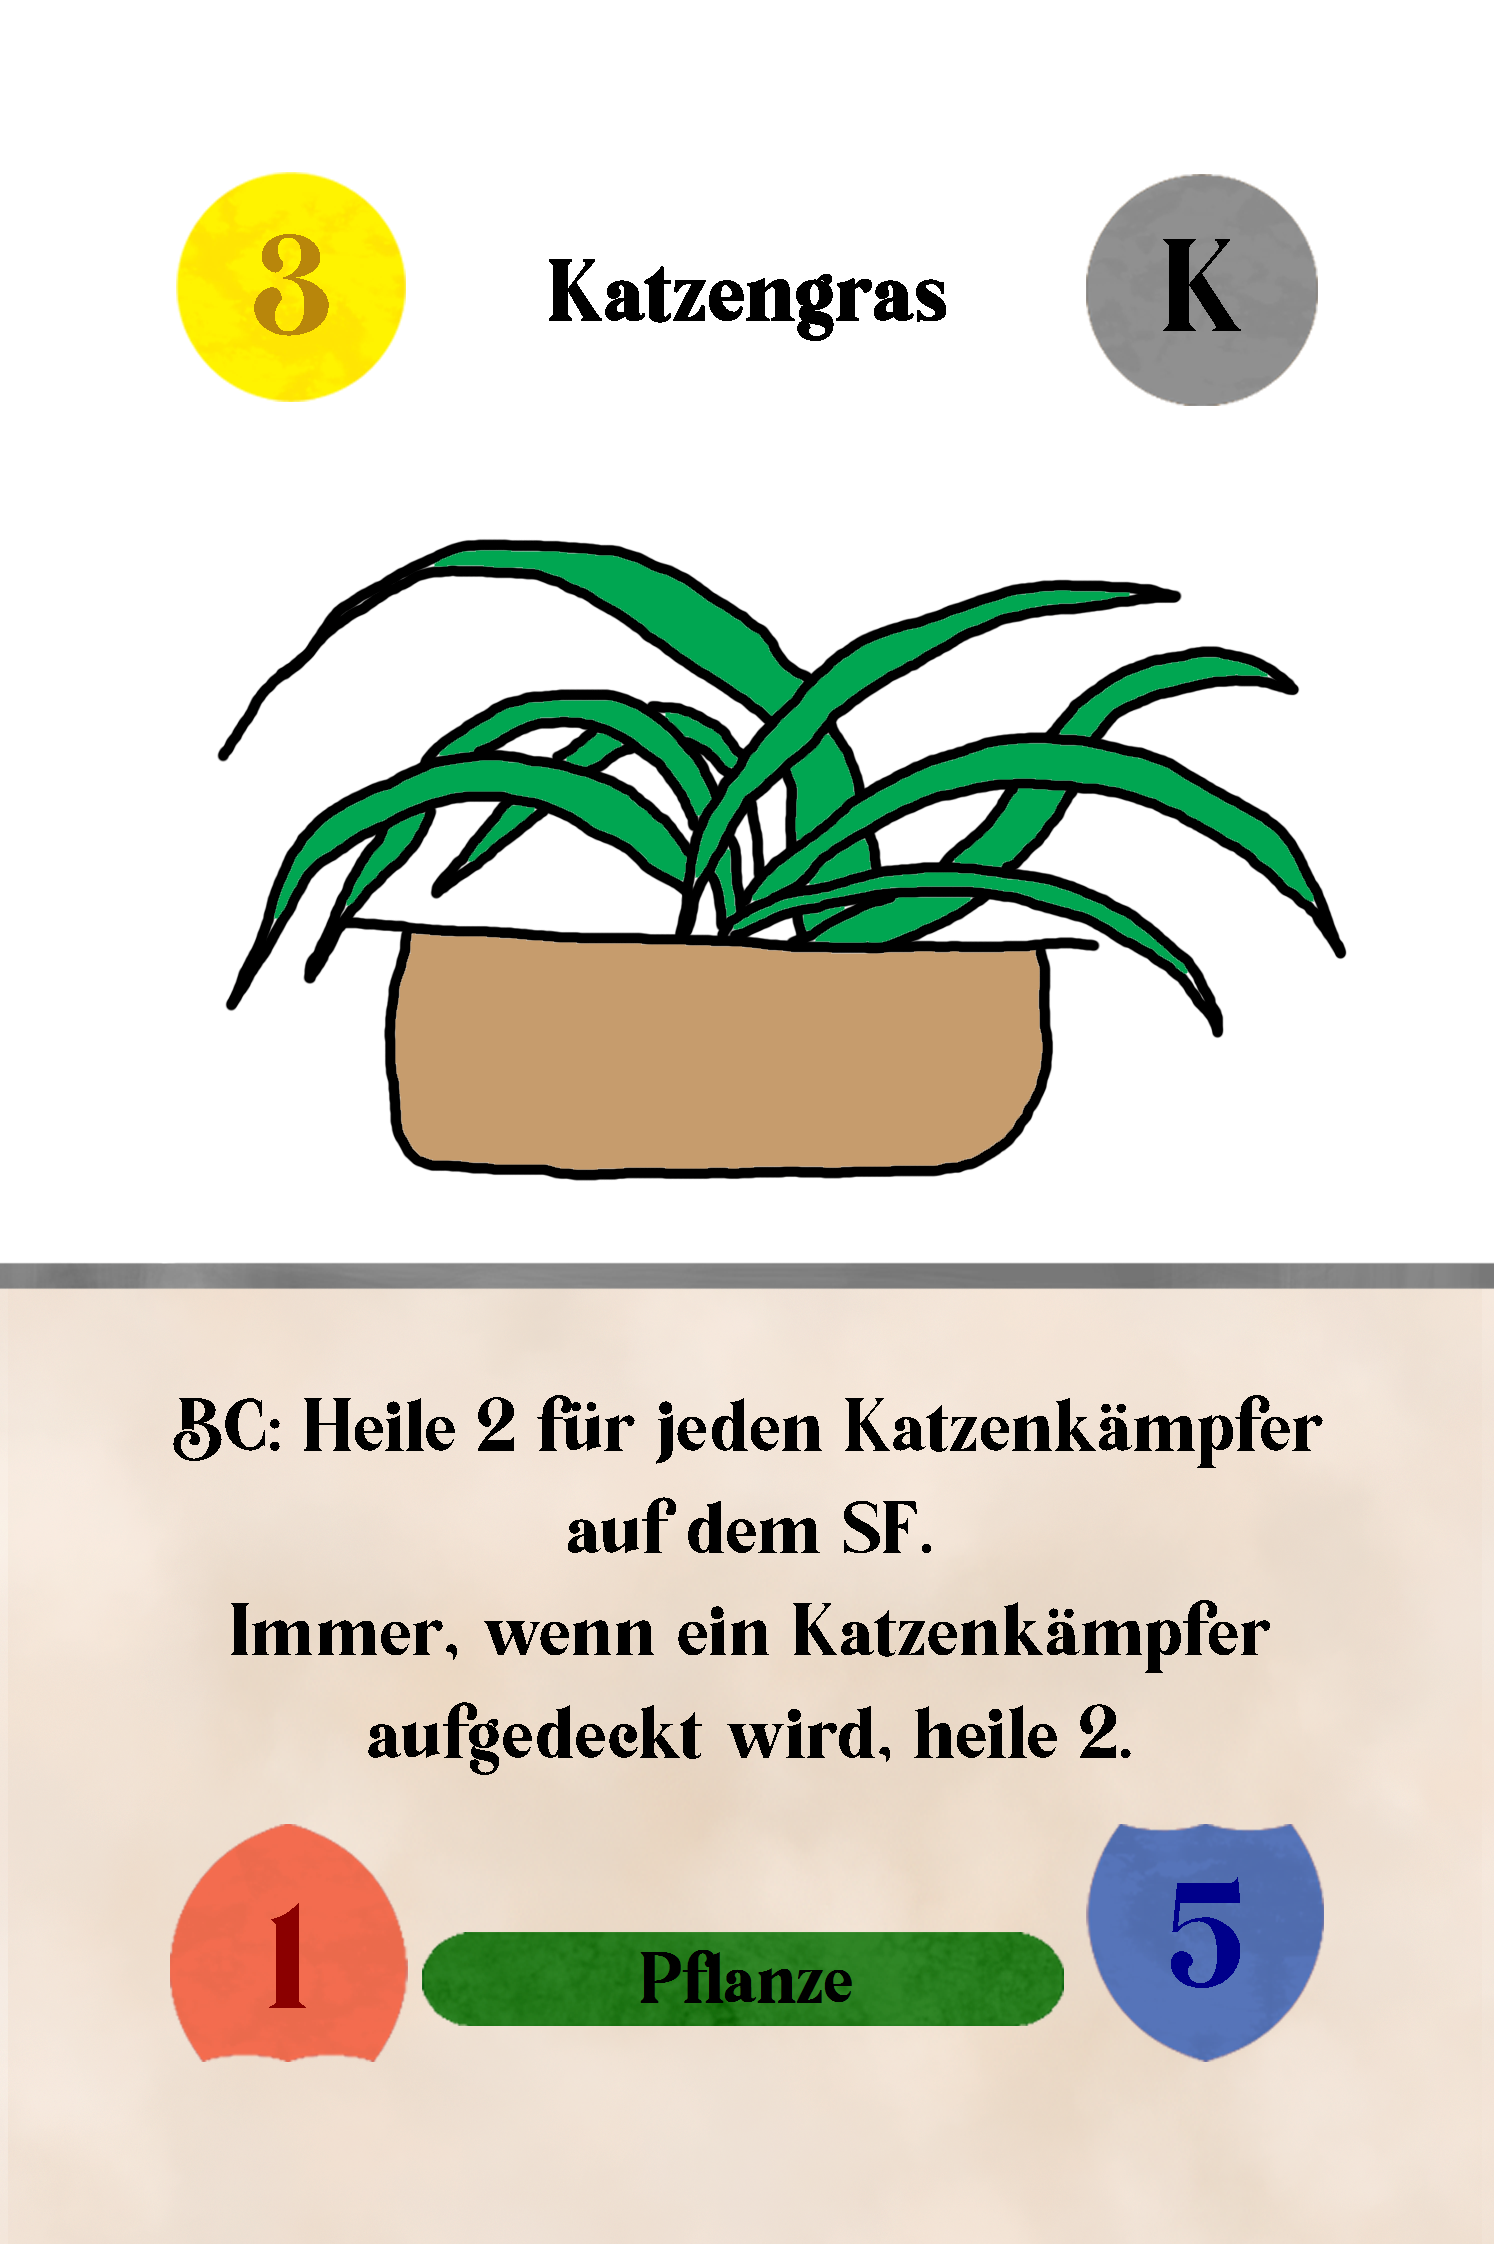 3 Katzengras K
BC: Heile 2 für jeden Katzenkämpfer
auf dem SF.
Immer, wenn ein Katzenkämpfer
aufgedeckt wird, heile 2.
1 Pflanze 5